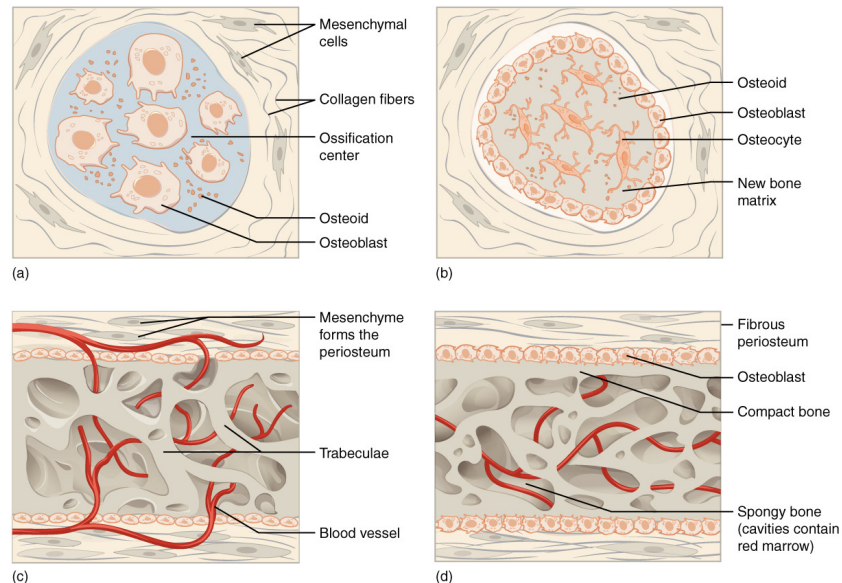 Mesenchymal
cells
Collagen fibers
Ossification
center
Osteoid
Osteoblast
(a)
Osteoid
Osteoblast
Osteocyte
New bone
matrix
(b)
Mesenchyme
forms the
periosteum
Trabeculae
Blood vessel
(c)
Fibrous
periosteum
Osteoblast
Compact bone
Spongy bone
(cavities contain
red marrow)
(d)